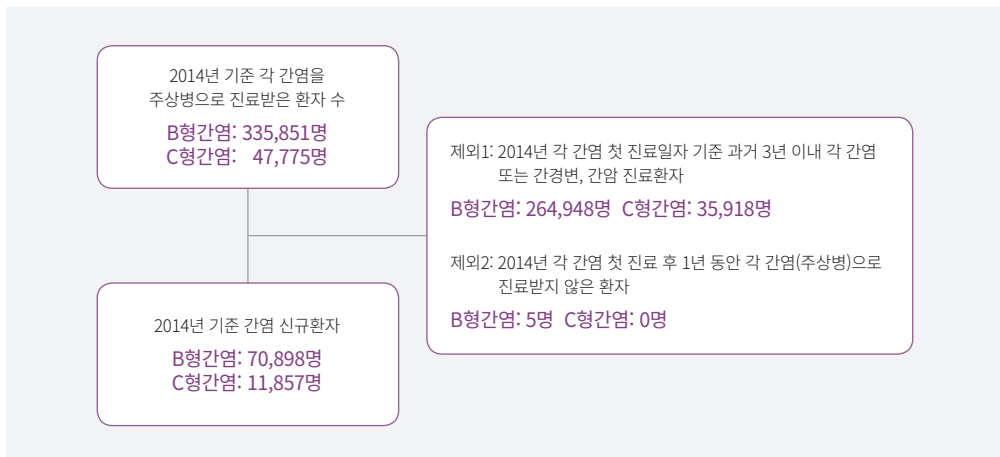 2014년 기준 각 간염을
주상병으로 진료받은 환자 수
B형간염: 335,851명
C형간염: 47,775명
제외1: 2014년 각 간염 첫 진료일자 기준 과거 3년 이내 각 간염
또는 간경변, 간암 진료환자
B형간염: 264,948명 C형간염: 35,918명
제외2: 2014년 각 간염 첫 진료 후 1년 동안 각 간염(주상병)으로
진료받지 않은 환자
B형간염: 5명 C형간염: 0명
2014년 기준 간염 신규환자
B형간염: 70,898명
C형간염: 11,857명